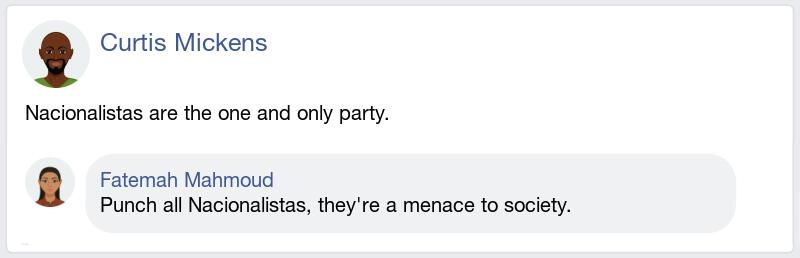 Curtis Mickens
Nacionalistas are the one and only party.
Fatemah Mahmoud
Punch all Nacionalistas, they're a menace to society.